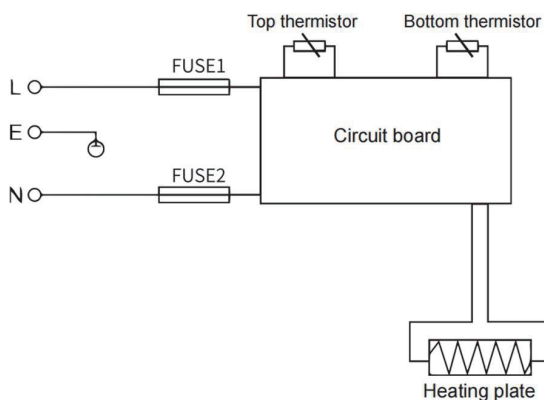 Top thermistor
Bottom thermistor
FUSE1
L
E
Circuit board
FUSE2
N
Heating plate